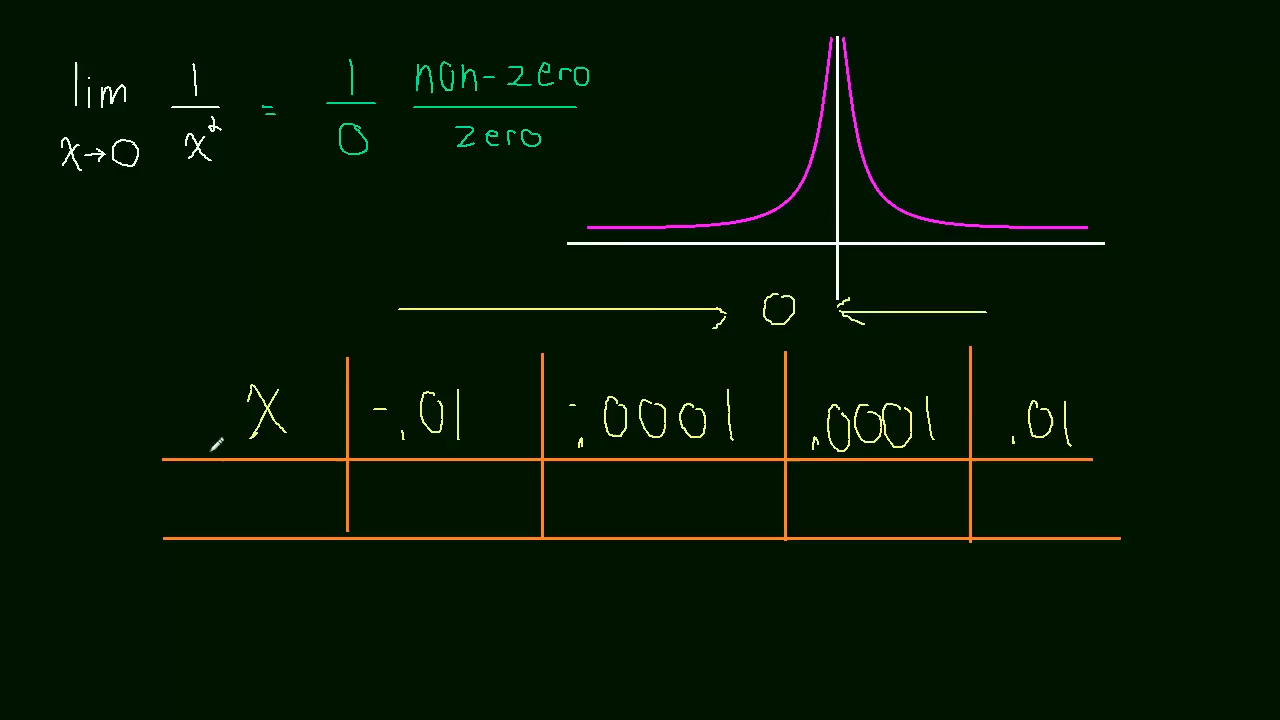 lim x→0 1/x² = 1/0 non-zero/zero
0
x -.01 -.0001 .0001 .01